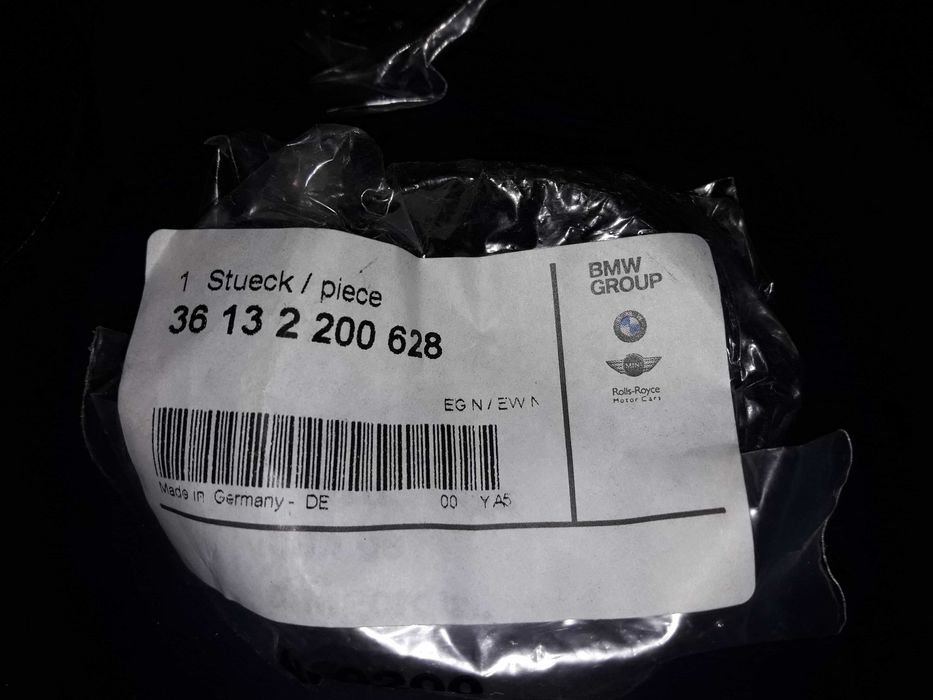 1 Stueck / piece
36 13 2 200 628
EG N / EW N
Made in Germany - DE 00 YA5
BMW
GROUP
MINI
Rolls-Royce
Motor Cars